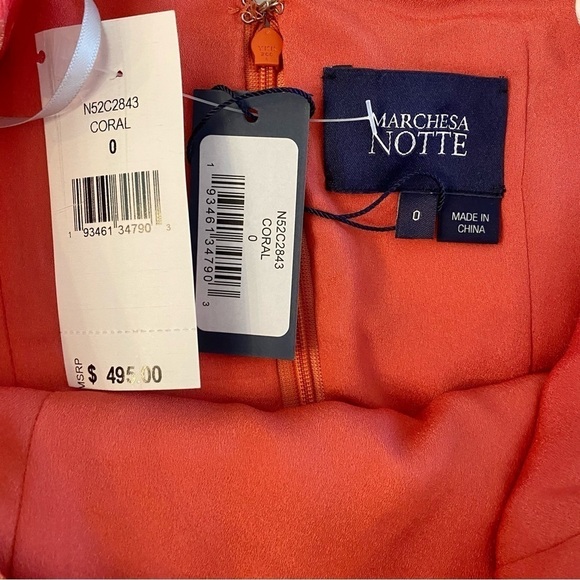 N52C2843
CORAL
0
1 93461 34790 3
MSRP
$ 495.00
N52C2843
CORAL
0
1 93461 34790 3
MARCHESA
NOTTE
0
MADE IN
CHINA